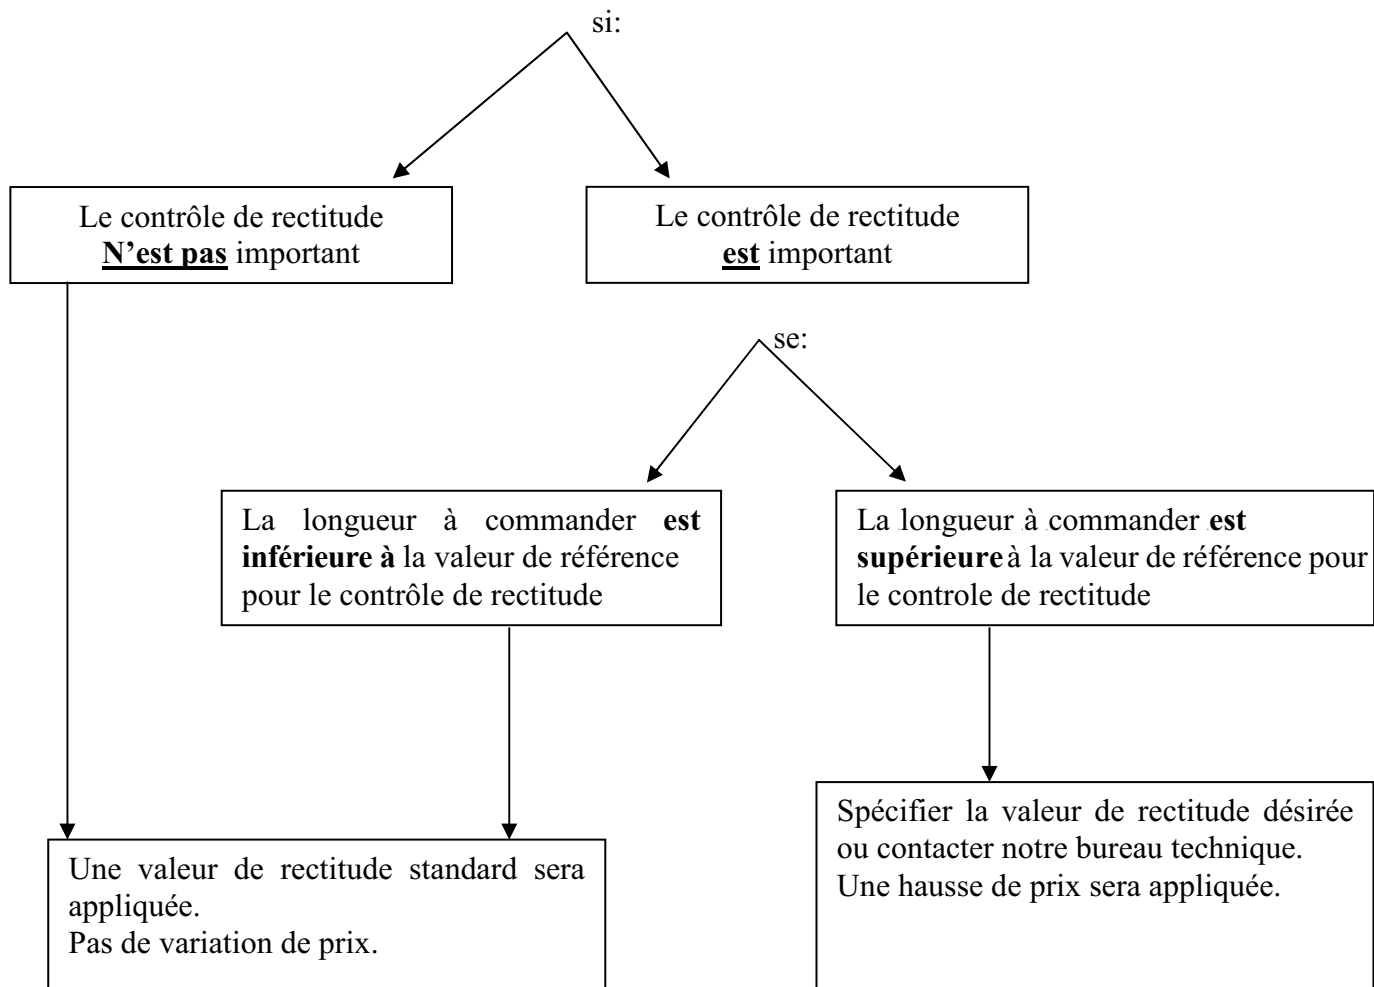 si:
Le contrôle de rectitude
N’est pas important
Le contrôle de rectitude
est important
se:
La longueur à commander est
inférieure à la valeur de référence
pour le contrôle de rectitude
La longueur à commander est
supérieure à la valeur de référence pour
le controle de rectitude
Une valeur de rectitude standard sera
appliquée.
Pas de variation de prix.
Spécifier la valeur de rectitude désirée
ou contacter notre bureau technique.
Une hausse de prix sera appliquée.